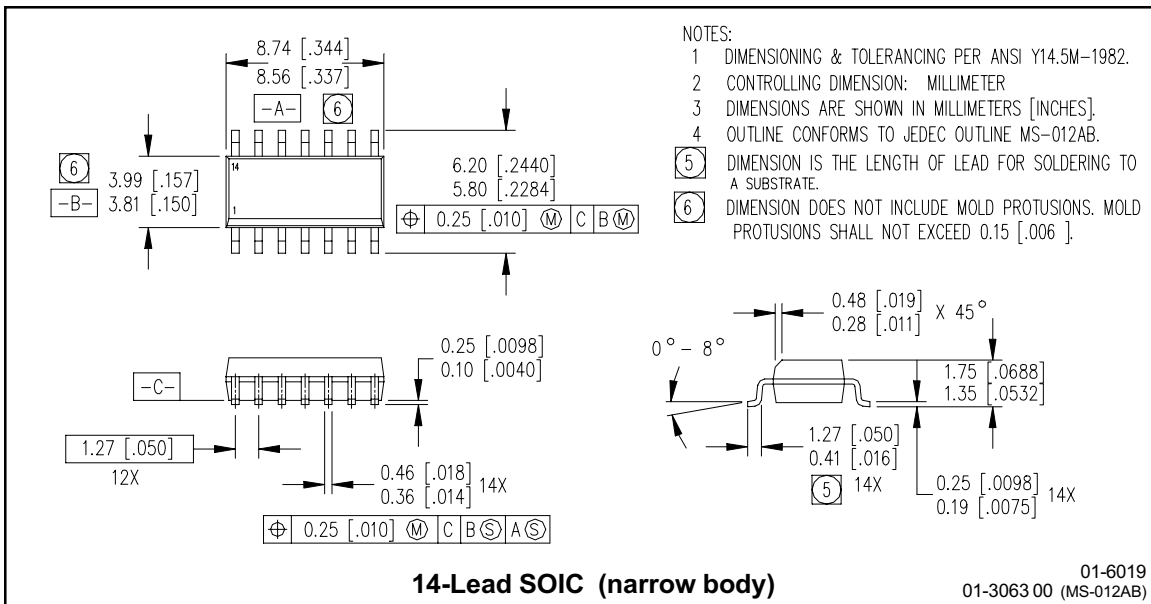 8.74 [.344]
8.56 [.337]
-A- 6
6
3.99 [.157]
3.81 [.150]
-B-
14
1
6.20 [.2440]
5.80 [.2284]
⌖ 0.25 [.010] Ⓜ C B Ⓜ
NOTES:
1 DIMENSIONING & TOLERANCING PER ANSI Y14.5M-1982.
2 CONTROLLING DIMENSION: MILLIMETER
3 DIMENSIONS ARE SHOWN IN MILLIMETERS [INCHES].
4 OUTLINE CONFORMS TO JEDEC OUTLINE MS-012AB.
5 DIMENSION IS THE LENGTH OF LEAD FOR SOLDERING TO
A SUBSTRATE.
6 DIMENSION DOES NOT INCLUDE MOLD PROTUSIONS. MOLD
PROTUSIONS SHALL NOT EXCEED 0.15 [.006 ].
-C-
0.25 [.0098]
0.10 [.0040]
1.27 [.050]
12X
0.46 [.018]
0.36 [.014] 14X
⌖ 0.25 [.010] Ⓜ C B Ⓢ A Ⓢ
0.48 [.019]
0.28 [.011] X 45°
0° - 8°
1.75 [.0688]
1.35 [.0532]
1.27 [.050]
0.41 [.016]
5 14X
0.25 [.0098]
0.19 [.0075] 14X
14-Lead SOIC (narrow body)
01-6019
01-3063 00 (MS-012AB)